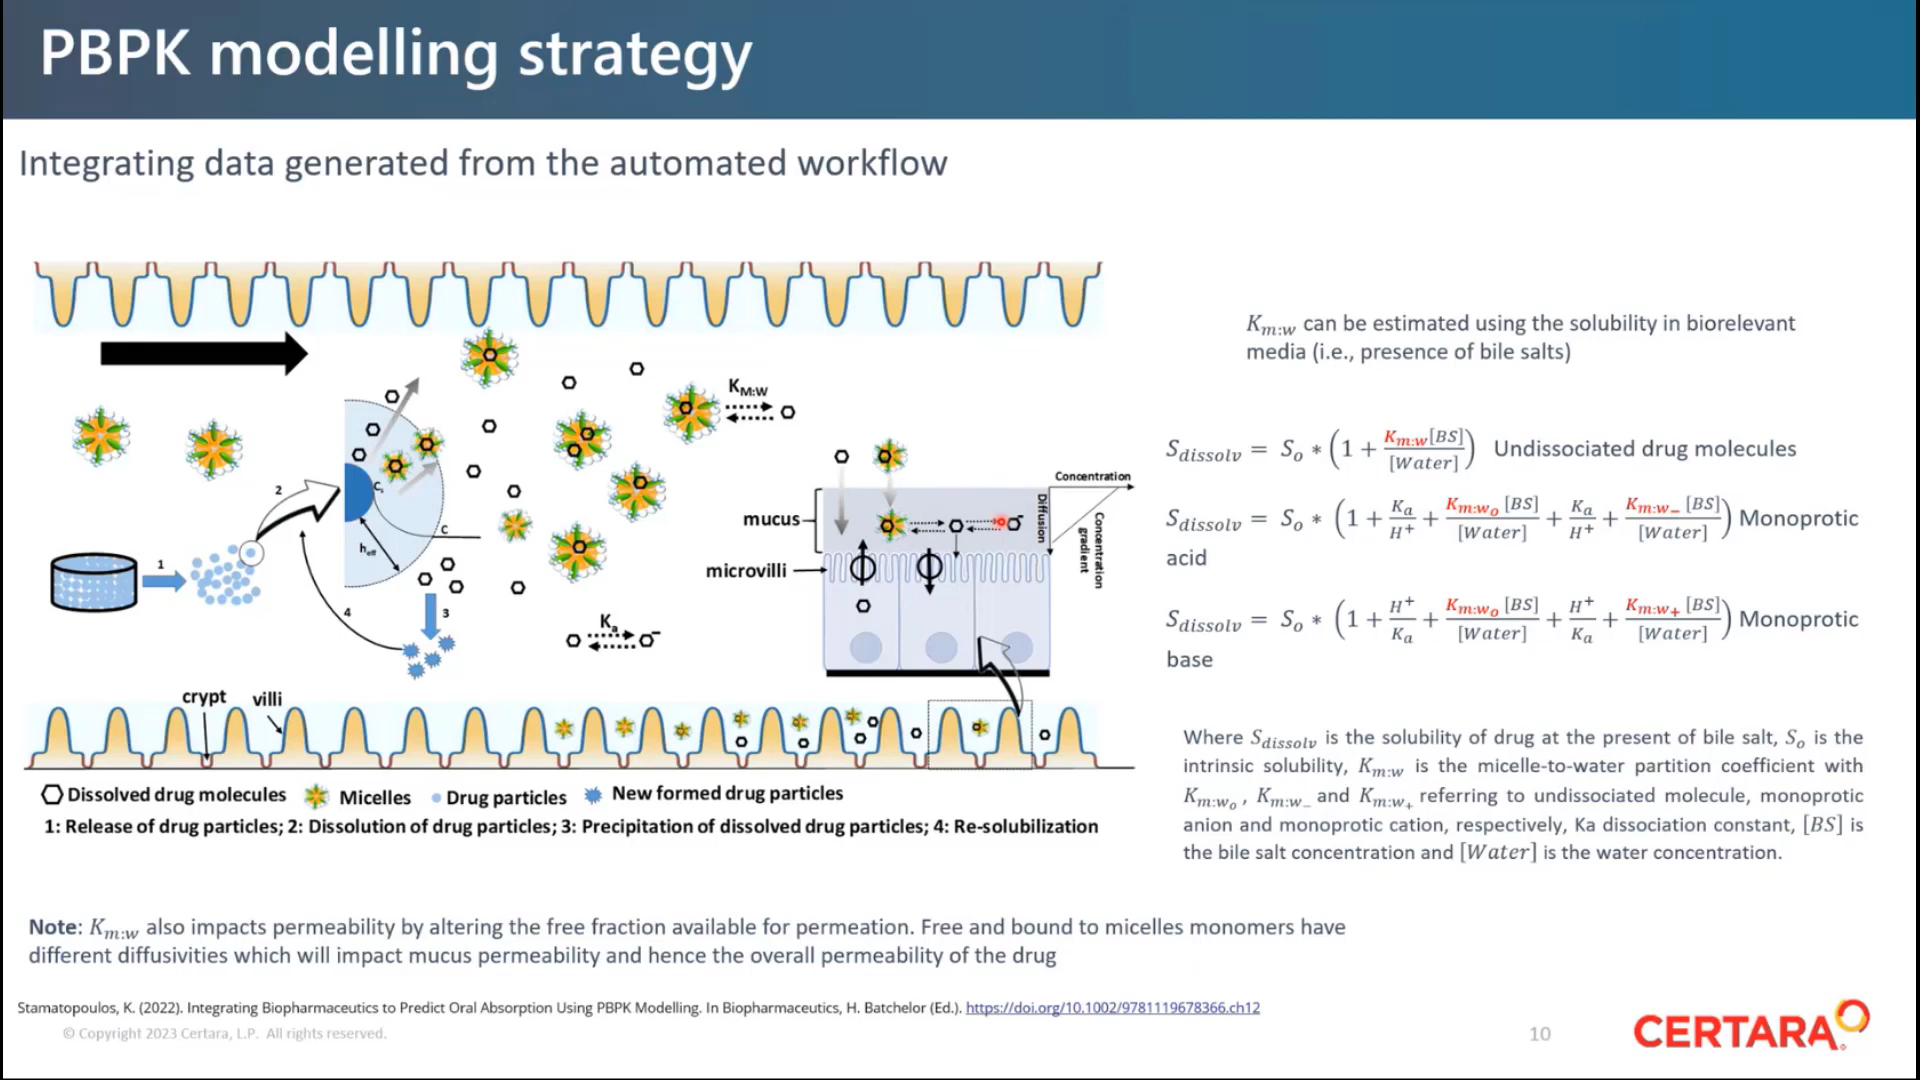 PBPK modelling strategy
Integrating data generated from the automated workflow
K_M:W
2
C_s
C
h_eff
1
3
4
K_a
mucus
microvilli
Concentration
Diffusion
Concentration gradient
crypt villi
Dissolved drug molecules Micelles Drug particles New formed drug particles
1: Release of drug particles; 2: Dissolution of drug particles; 3: Precipitation of dissolved drug particles; 4: Re-solubilization
K_m:w can be estimated using the solubility in biorelevant
media (i.e., presence of bile salts)
S_dissolv = S_o * (1 + K_m:w[BS]/[Water]) Undissociated drug molecules
S_dissolv = S_o * (1 + K_a/H^+ + K_m:w_o [BS]/[Water] + K_a/H^+ + K_m:w_- [BS]/[Water]) Monoprotic
acid
S_dissolv = S_o * (1 + H^+/K_a + K_m:w_o [BS]/[Water] + H^+/K_a + K_m:w_+ [BS]/[Water]) Monoprotic
base
Where S_dissolv is the solubility of drug at the present of bile salt, S_o is the
intrinsic solubility, K_m:w is the micelle-to-water partition coefficient with
K_m:w_o , K_m:w_- and K_m:w_+ referring to undissociated molecule, monoprotic
anion and monoprotic cation, respectively, Ka dissociation constant, [BS] is
the bile salt concentration and [Water] is the water concentration.
Note: K_m:w also impacts permeability by altering the free fraction available for permeation. Free and bound to micelles monomers have
different diffusivities which will impact mucus permeability and hence the overall permeability of the drug
Stamatopoulos, K. (2022). Integrating Biopharmaceutics to Predict Oral Absorption Using PBPK Modelling. In Biopharmaceutics, H. Batchelor (Ed.). https://doi.org/10.1002/9781119678366.ch12
© Copyright 2023 Certara, L.P. All rights reserved.
10
CERTARA